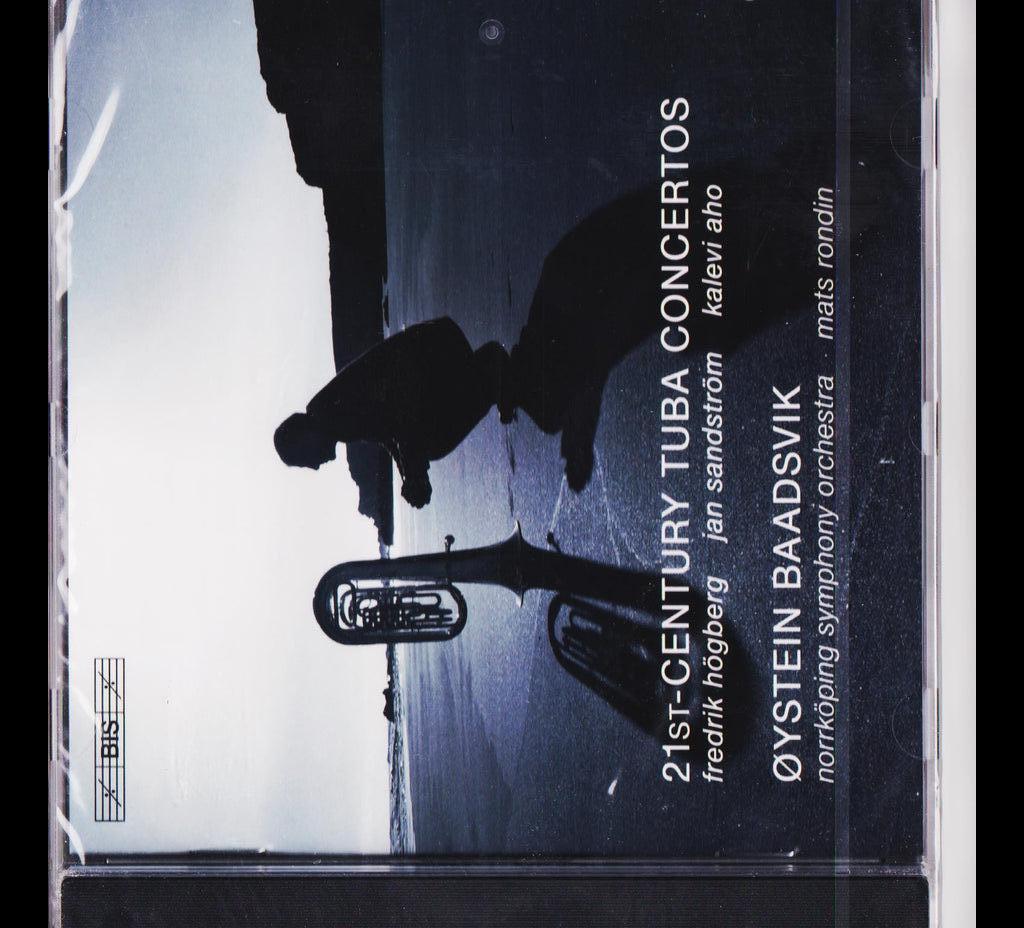 BIS
21ST-CENTURY TUBA CONCERTOS
fredrik högberg jan sandström kalevi aho
ØYSTEIN BAADSVIK
norrköping symphony orchestra · mats rondin